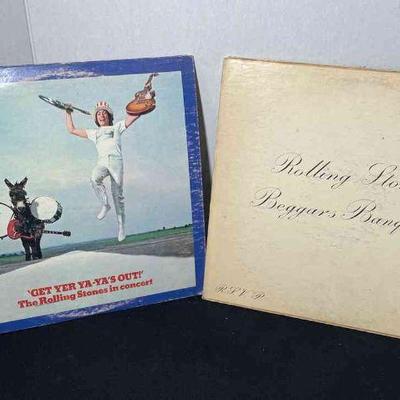 'GET YER YA-YA'S OUT!'
The Rolling Stones in concert
Rolling Sto
Beggars Banq
R.S.V.P.